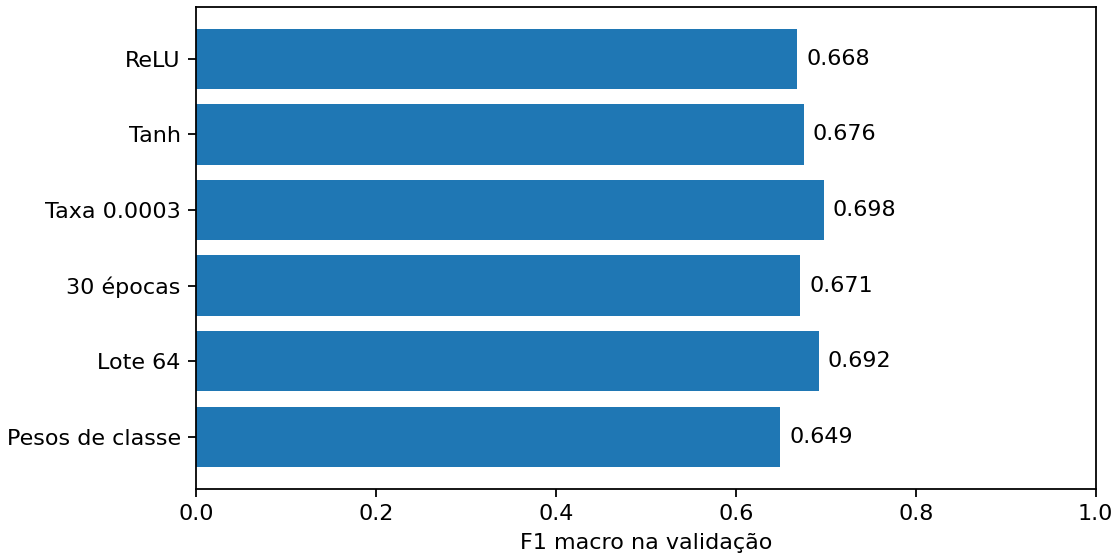 ReLU 0.668
Tanh 0.676
Taxa 0.0003 0.698
30 épocas 0.671
Lote 64 0.692
Pesos de classe 0.649
0.0 0.2 0.4 0.6 0.8 1.0
F1 macro na validação